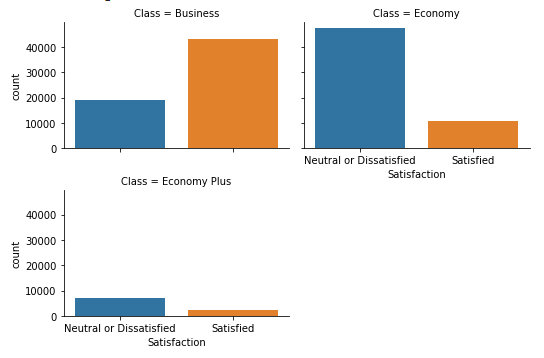 Class = Business
Class = Economy
40000
30000
20000
10000
0
count
Neutral or Dissatisfied
Satisfied
Satisfaction
Class = Economy Plus
40000
30000
20000
10000
0
count
Neutral or Dissatisfied
Satisfied
Satisfaction